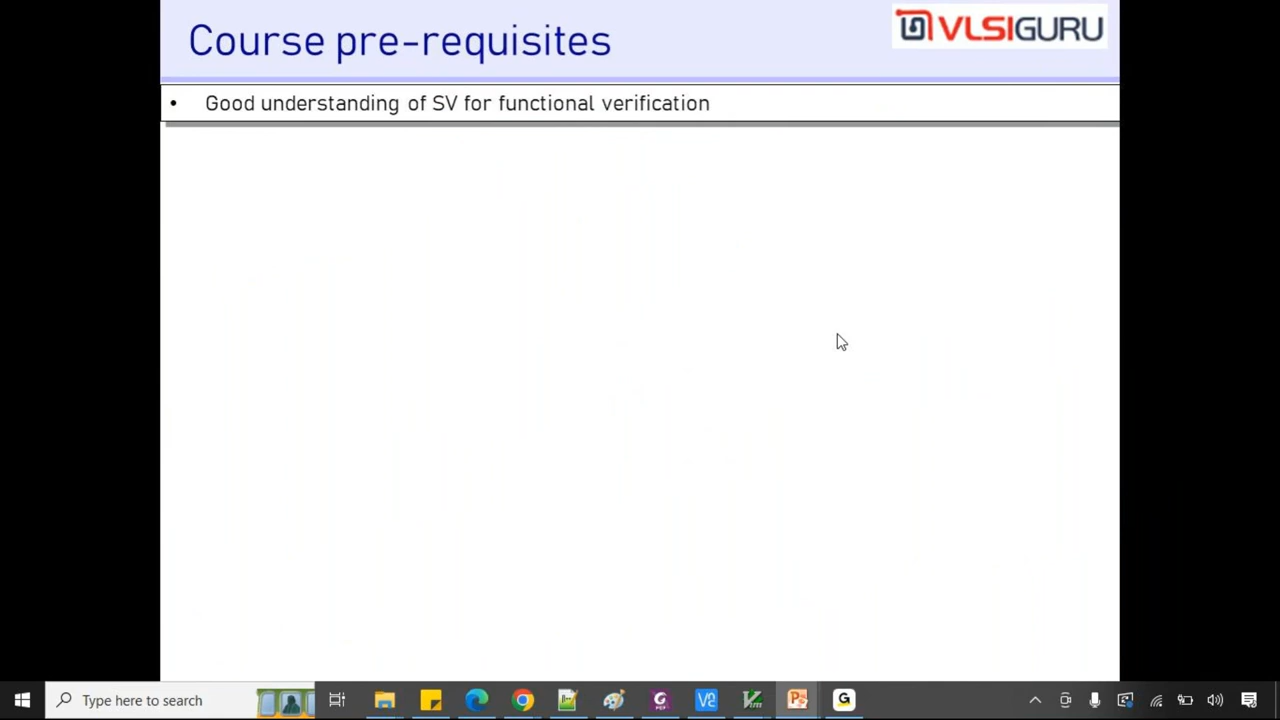 Course pre-requisites
VLSIGURU
• Good understanding of SV for functional verification
Type here to search